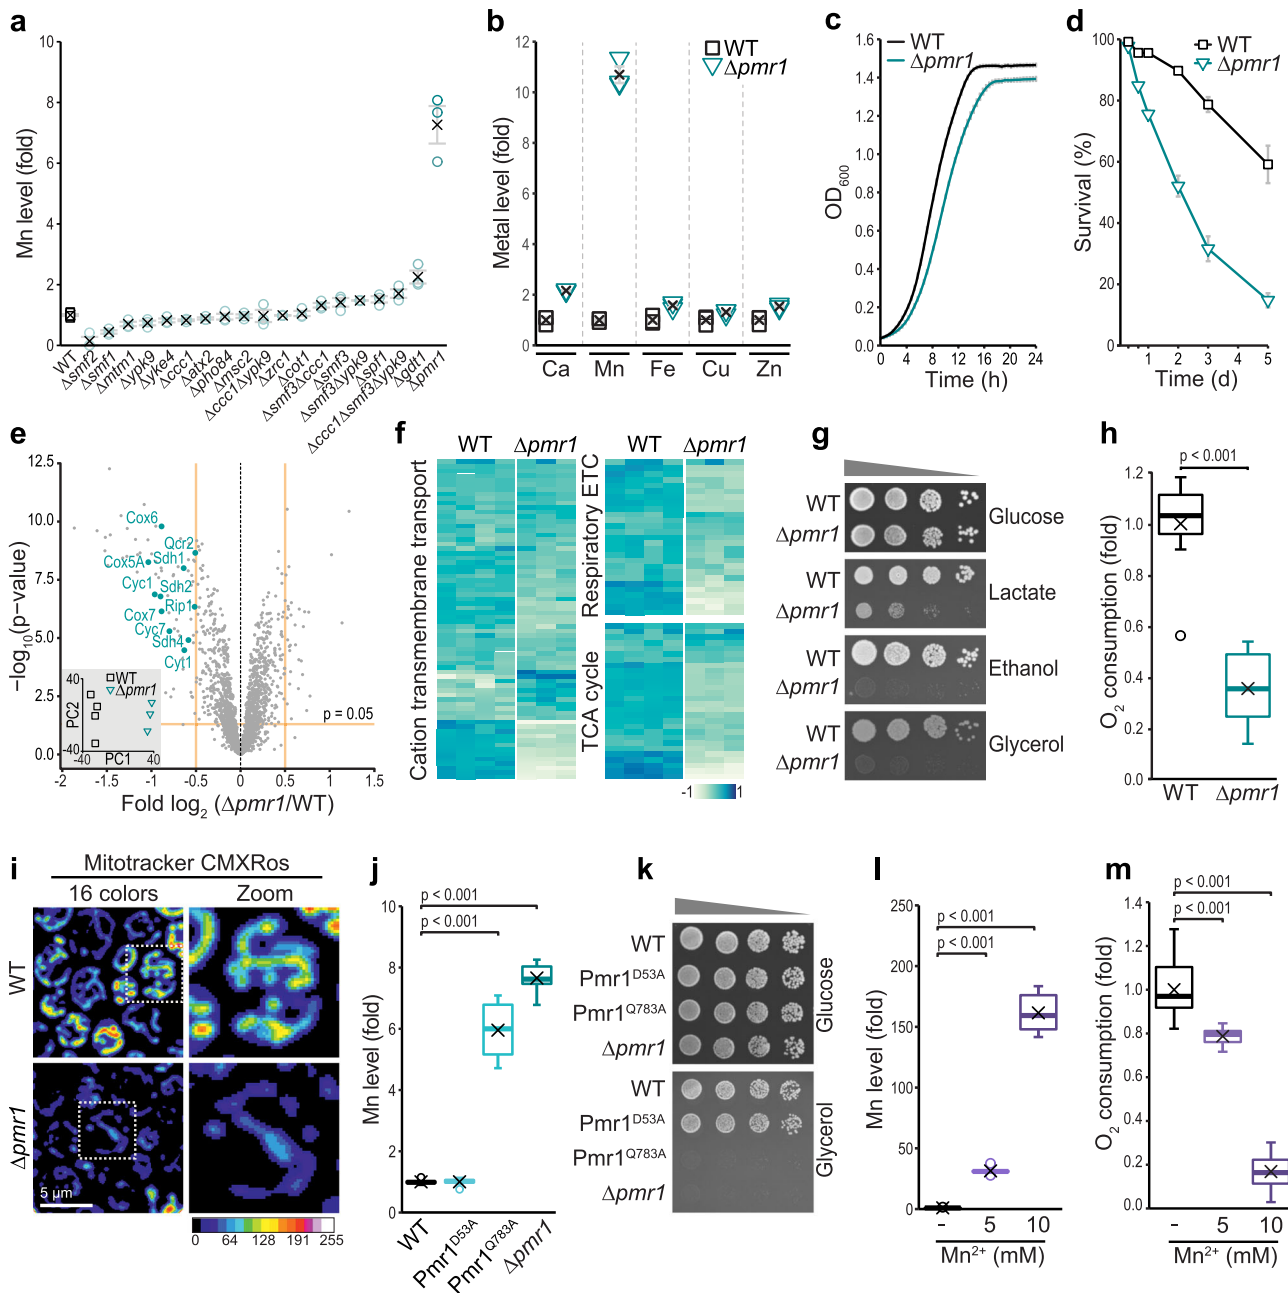 a
Mn level (fold)
10
8
6
4
2
0
WT
Δsmf2
Δsmf1
Δmtm1
Δypk9
Δyke4
Δccc1
Δatx2
Δpho84
Δmsc2
Δccc1Δypk9
Δzrc1
Δcot1
Δsmf3Δccc1
Δsmf3
Δsmf3Δypk9
Δspf1
Δccc1Δsmf3Δypk9
Δgdt1
Δpmr1
b
Metal level (fold)
12
10
8
6
4
2
0
WT
Δpmr1
Ca
Mn
Fe
Cu
Zn
c
WT
Δpmr1
OD600
1.6
1.2
0.8
0.4
0.0
0 4 8 12 16 20 24
Time (h)
d
WT
Δpmr1
Survival (%)
100
80
60
40
20
0
1 2 3 5
Time (d)
e
−log10(p−value)
12.5
10.0
7.5
5.0
2.5
0.0
Cox6
Qcr2
Cox5A
Sdh1
Cyc1
Sdh2
Rip1
Cox7
Cyc7
Sdh4
Cyt1
p = 0.05
WT
Δpmr1
40
PC2
-40
-40 PC1 40
-2 -1.5 -1 -0.5 0 0.5 1 1.5
Fold log2 (Δpmr1/WT)
f
WT Δpmr1
WT Δpmr1
Cation transmembrane transport
Respiratory ETC
TCA cycle
-1 1
g
WT
Δpmr1
Glucose
WT
Δpmr1
Lactate
WT
Δpmr1
Ethanol
WT
Δpmr1
Glycerol
h
p < 0.001
O2 consumption (fold)
1.2
1.0
0.8
0.6
0.4
0.2
0.0
WT Δpmr1
i
Mitotracker CMXRos
16 colors Zoom
WT
Δpmr1
5 µm
0 64 128 191 255
j
p < 0.001
p < 0.001
Mn level (fold)
10
8
6
4
2
0
WT
Pmr1D53A
Pmr1Q783A
Δpmr1
k
WT
Pmr1D53A
Pmr1Q783A
Δpmr1
Glucose
WT
Pmr1D53A
Pmr1Q783A
Δpmr1
Glycerol
l
p < 0.001
p < 0.001
Mn level (fold)
250
200
150
100
50
0
− 5 10
Mn2+ (mM)
m
p < 0.001
p < 0.001
O2 consumption (fold)
1.4
1.2
1.0
0.8
0.6
0.4
0.2
0.0
− 5 10
Mn2+ (mM)